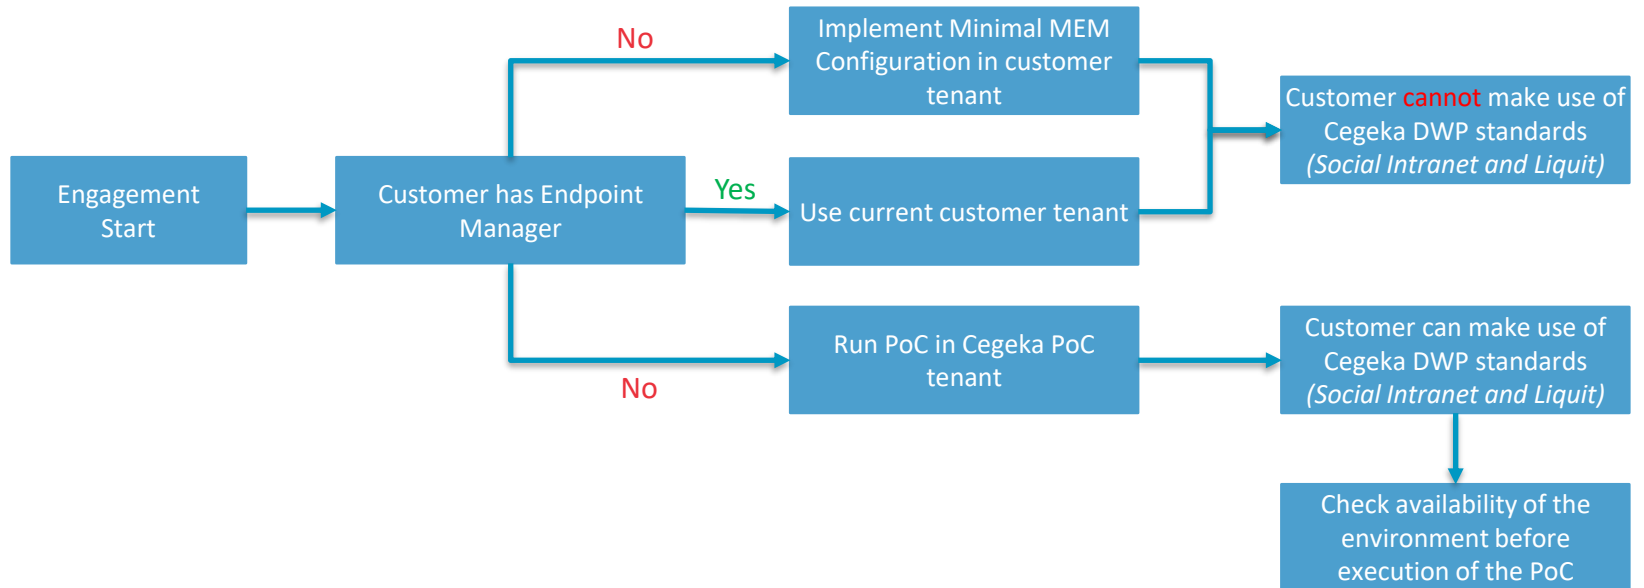 Engagement
Start
Customer has Endpoint
Manager
No
Implement Minimal MEM
Configuration in customer
tenant
Yes
Use current customer tenant
Customer cannot make use of
Cegeka DWP standards
(Social Intranet and Liquit)
No
Run PoC in Cegeka PoC
tenant
Customer can make use of
Cegeka DWP standards
(Social Intranet and Liquit)
Check availability of the
environment before
execution of the PoC